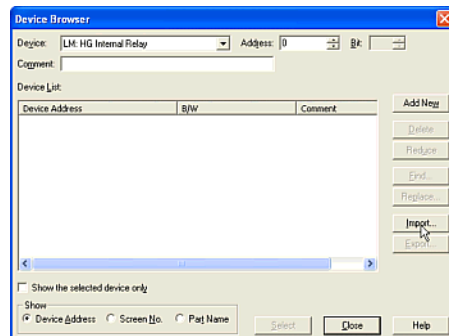 Device Browser
Device: LM: HG Internal Relay Address: 0 Bit:
Comment:
Device List:
Device Address B/W Comment
Add New
Delete
Reduce
Find...
Replace...
Import...
Export...
Show the selected device only
Show
Device Address Screen No. Part Name
Select Close Help